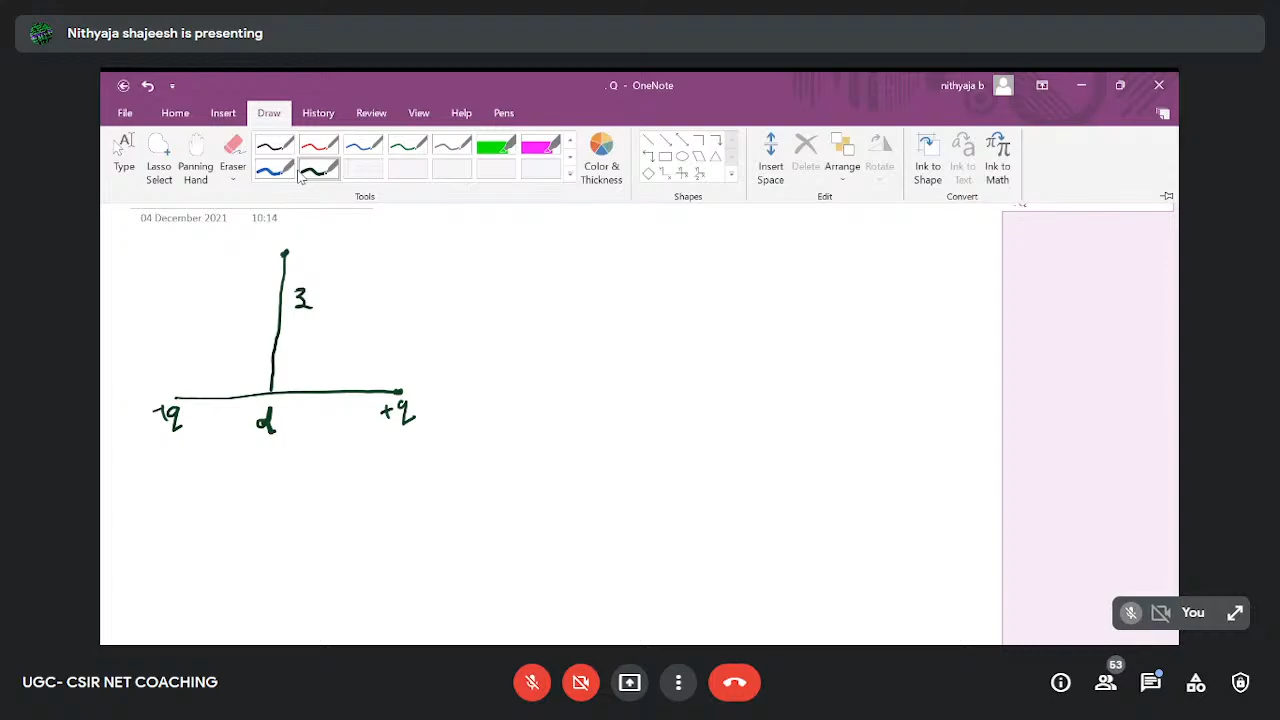 Nithyaja shajeesh is presenting
. Q - OneNote
nithyaja b
File Home Insert Draw History Review View Help Pens
Type
Lasso Select
Panning Hand
Eraser
Color & Thickness
Insert Space
Delete
Arrange
Rotate
Ink to Shape
Ink to Text
Ink to Math
Tools
Shapes
Edit
Convert
04 December 2021 10:14
z
+q
d
+q
You
UGC- CSIR NET COACHING
53